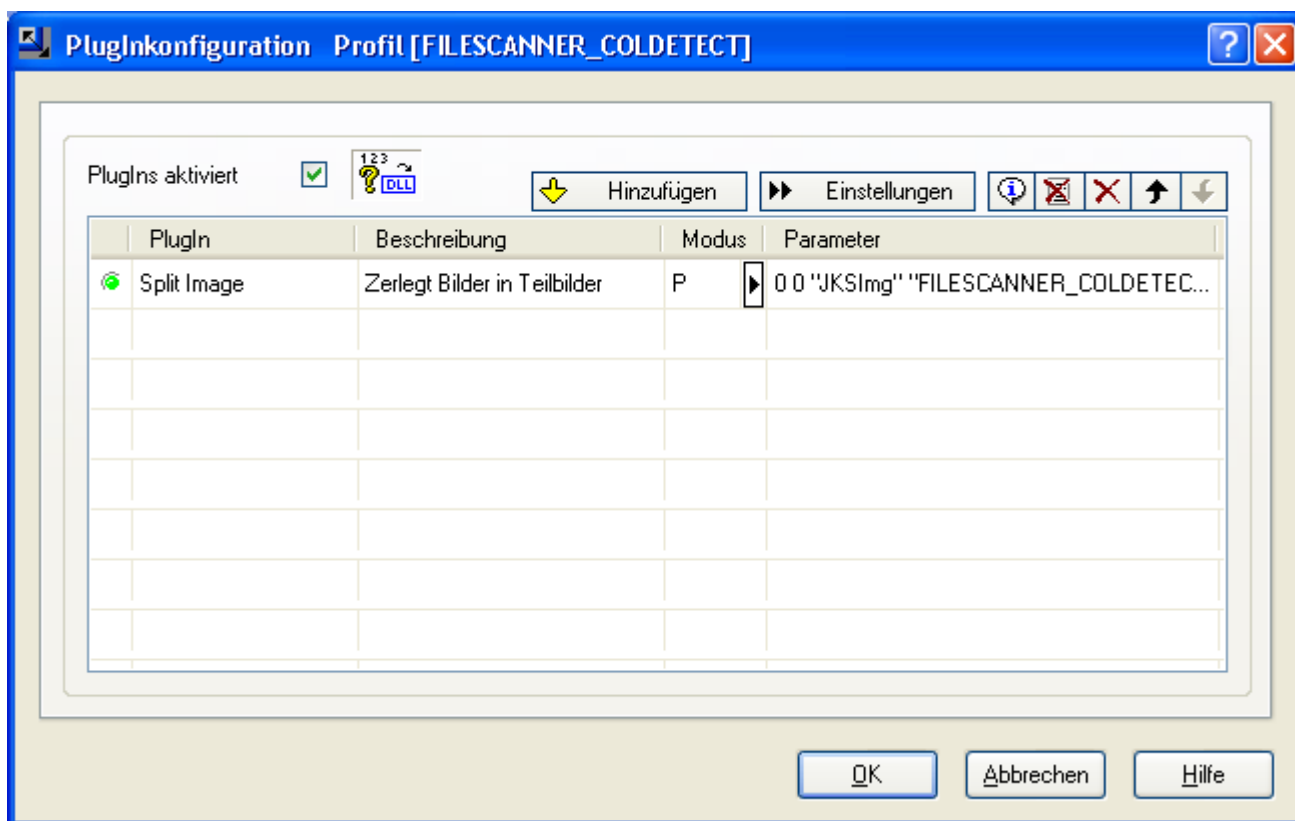 PlugInkonfiguration Profil [FILESCANNER_COLDETECT]
PlugIns aktiviert
123
DLL
Hinzufügen
Einstellungen
PlugIn Beschreibung Modus Parameter
Split Image Zerlegt Bilder in Teilbilder P 0 0 "JKSImg" "FILESCANNER_COLDETEC...
OK Abbrechen Hilfe